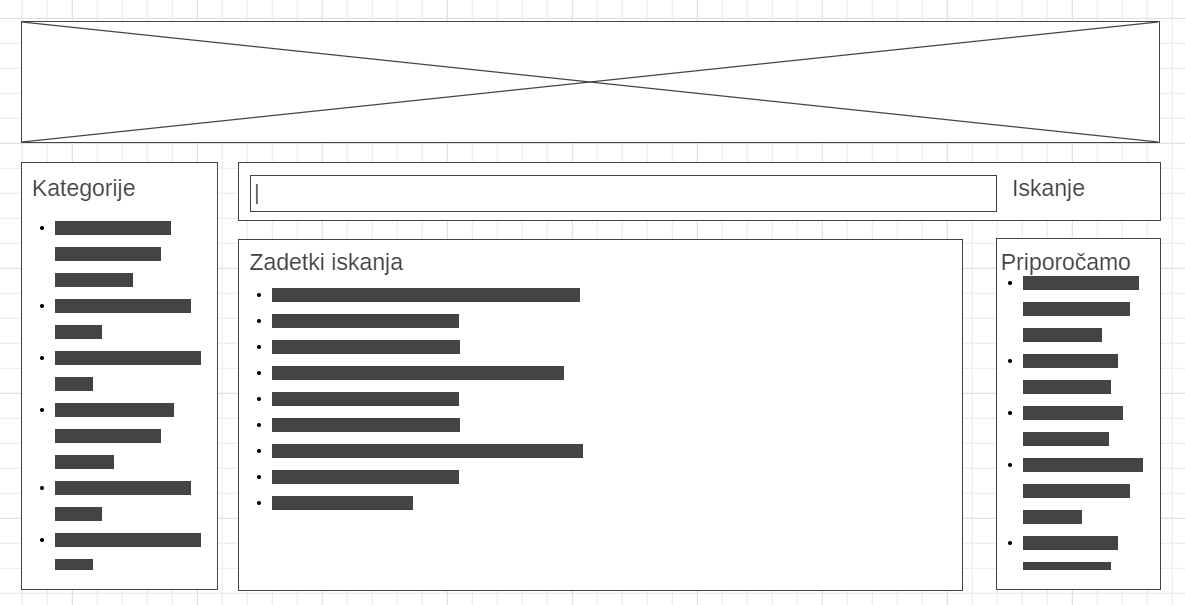 Kategorije
Iskanje
Zadetki iskanja
Priporočamo